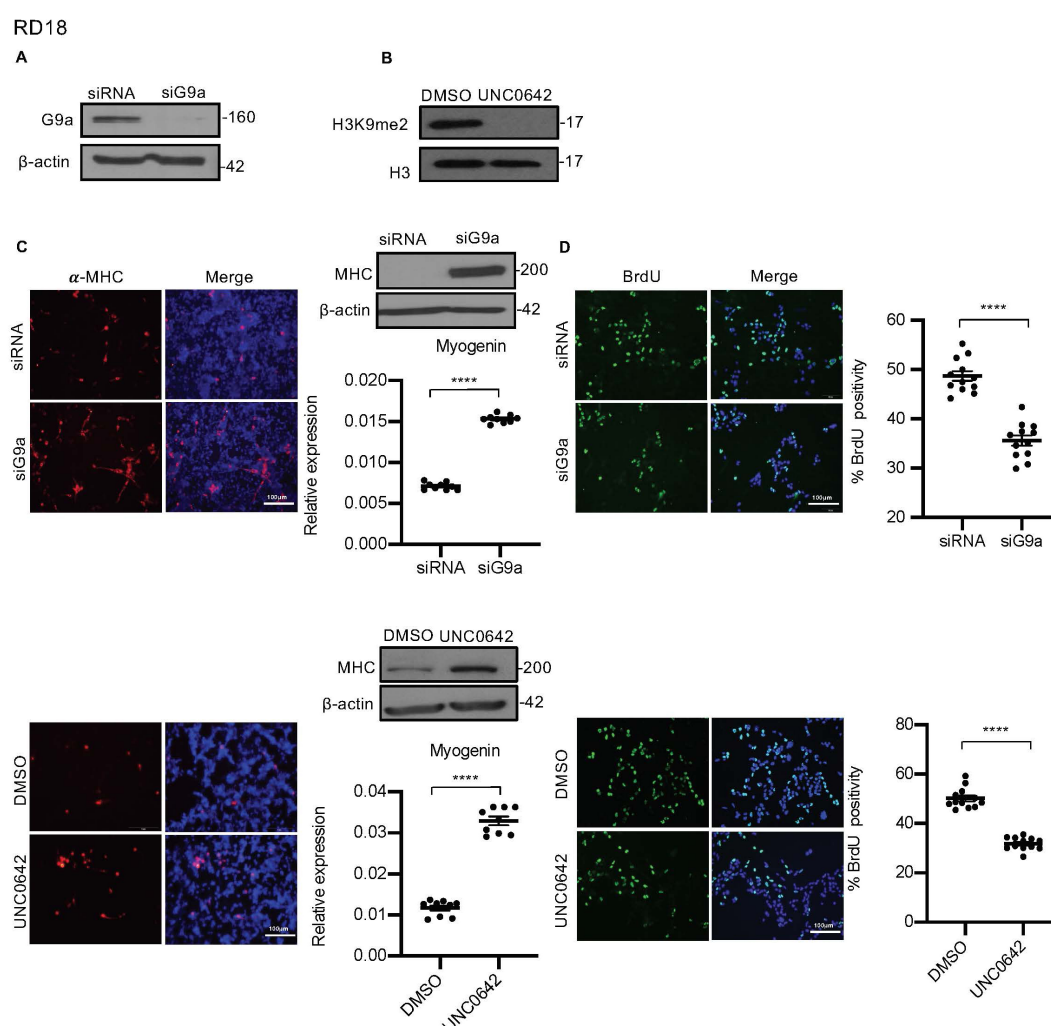 RD18
A
siRNA siG9a
G9a -160
β-actin -42
B
DMSO UNC0642
H3K9me2 -17
H3 -17
C
α-MHC Merge
siRNA
siG9a
100μm
siRNA siG9a
MHC -200
β-actin -42
Myogenin
Relative expression
0.020
0.015
0.010
0.005
0.000
****
siRNA siG9a
D
BrdU Merge
siRNA
siG9a
100μm
% BrdU positivity
60
50
40
30
20
****
siRNA siG9a
DMSO
UNC0642
100μm
DMSO UNC0642
MHC -200
β-actin -42
Myogenin
Relative expression
0.04
0.03
0.02
0.01
0.00
****
DMSO
UNC0642
DMSO
UNC0642
100μm
% BrdU positivity
80
60
40
20
0
****
DMSO
UNC0642